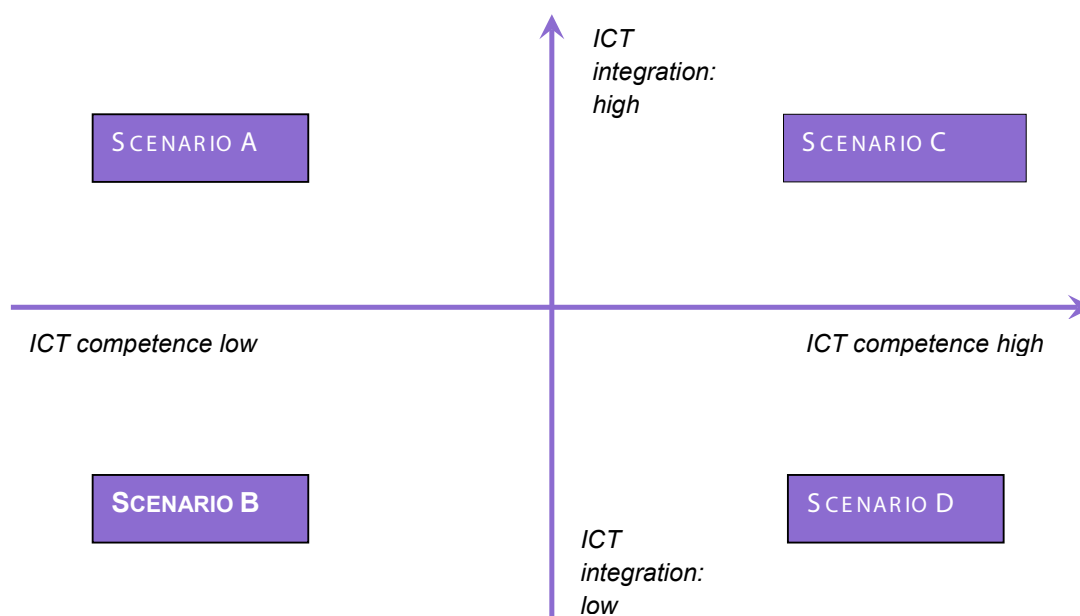 ICT
integration:
high
SCENARIO A
SCENARIO C
ICT competence low
ICT competence high
SCENARIO B
SCENARIO D
ICT
integration:
low